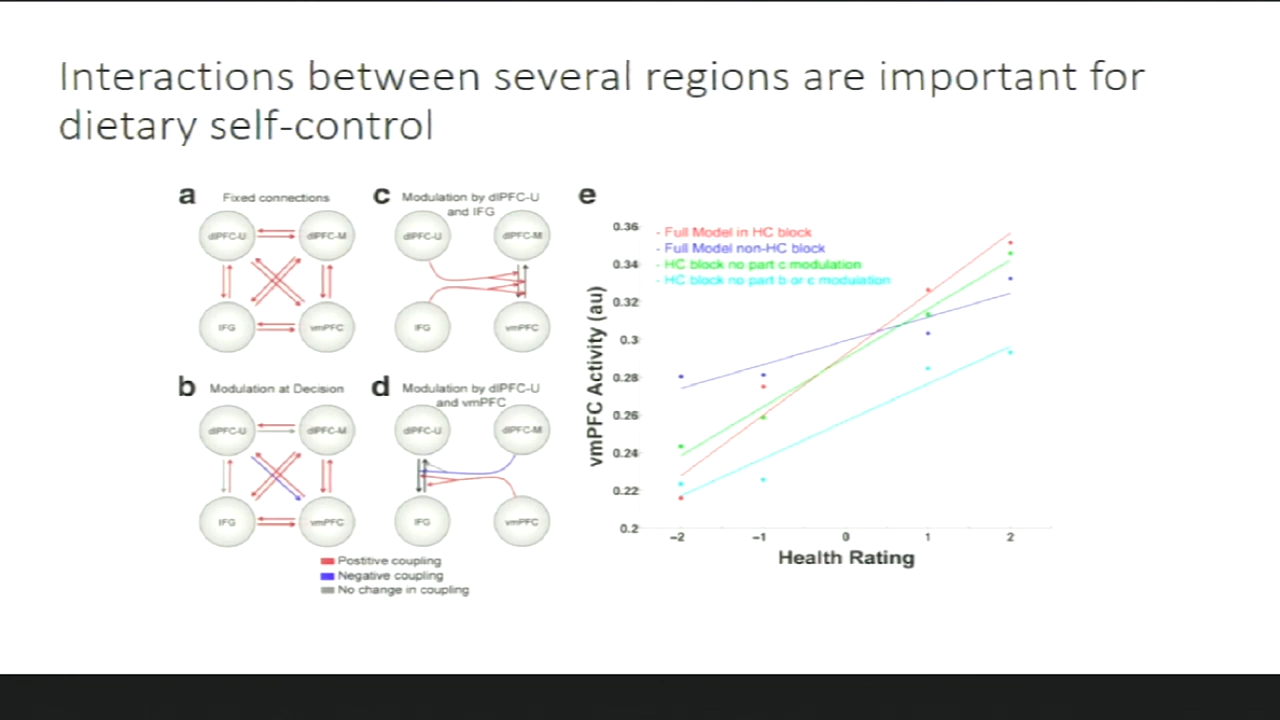 Interactions between several regions are important for
dietary self-control
a
Fixed connections
dlPFC-U
dlPFC-M
IFG
vmPFC
c
Modulation by dlPFC-U
and IFG
dlPFC-U
dlPFC-M
IFG
vmPFC
b
Modulation at Decision
dlPFC-U
dlPFC-M
IFG
vmPFC
d
Modulation by dlPFC-U
and vmPFC
dlPFC-U
dlPFC-M
IFG
vmPFC
Postitive coupling
Negative coupling
No change in coupling
e
- Full Model in HC block
- Full Model non-HC block
- HC block no part c modulation
- HC block no part b or c modulation
vmPFC Activity (au)
0.36
0.34
0.32
0.3
0.28
0.26
0.24
0.22
0.2
−2
−1
0
1
2
Health Rating